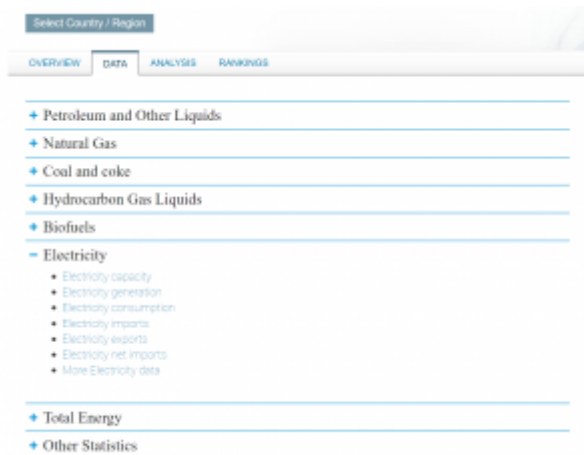 Select Country / Region
OVERVIEW DATA ANALYSIS RANKINGS
+ Petroleum and Other Liquids
+ Natural Gas
+ Coal and coke
+ Hydrocarbon Gas Liquids
+ Biofuels
− Electricity
• Electricity capacity
• Electricity generation
• Electricity consumption
• Electricity imports
• Electricity exports
• Electricity net imports
• More Electricity data
+ Total Energy
+ Other Statistics